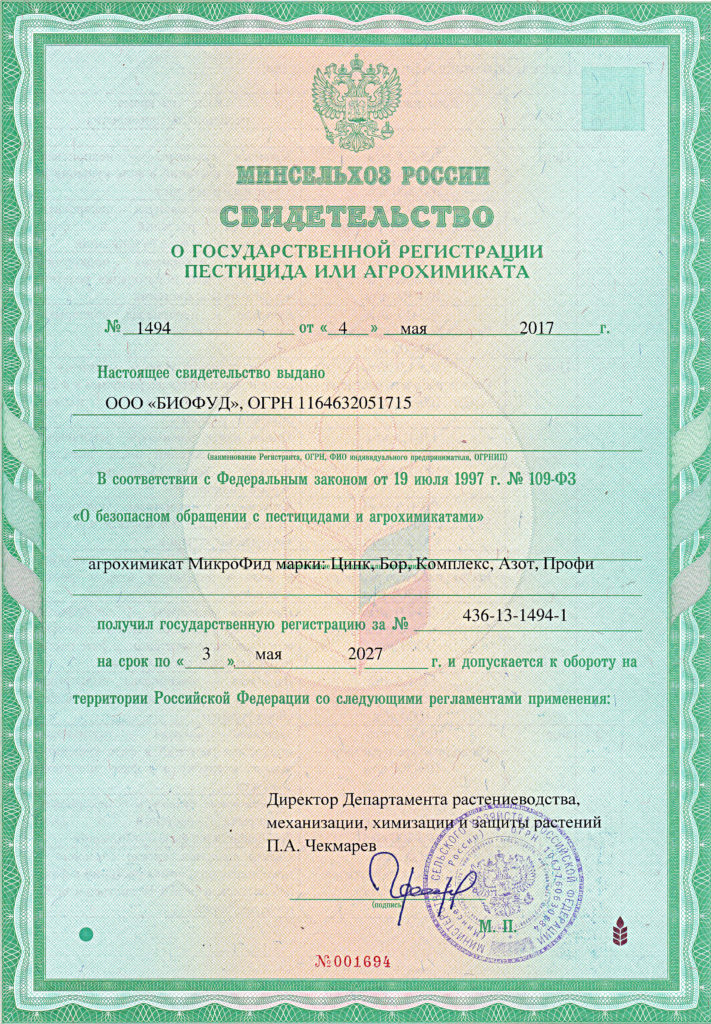 МИНСЕЛЬХОЗ РОССИИ
СВИДЕТЕЛЬСТВО
О ГОСУДАРСТВЕННОЙ РЕГИСТРАЦИИ
ПЕСТИЦИДА ИЛИ АГРОХИМИКАТА
№ 1494 от « 4 » мая 2017 г.
Настоящее свидетельство выдано
ООО «БИОФУД», ОГРН 1164632051715
(наименование Регистранта, ОГРН, ФИО индивидуального предпринимателя, ОГРНИП)
В соответствии с Федеральным законом от 19 июля 1997 г. № 109-ФЗ
«О безопасном обращении с пестицидами и агрохимикатами»
агрохимикат МикроФид марки: Цинк, Бор, Комплекс, Азот, Профи
получил государственную регистрацию за № 436-13-1494-1
на срок по « 3 » мая 2027 г. и допускается к обороту на
территории Российской Федерации со следующими регламентами применения:
Директор Департамента растениеводства,
механизации, химизации и защиты растений
П.А. Чекмарев
(подпись)
М. П.
№001694